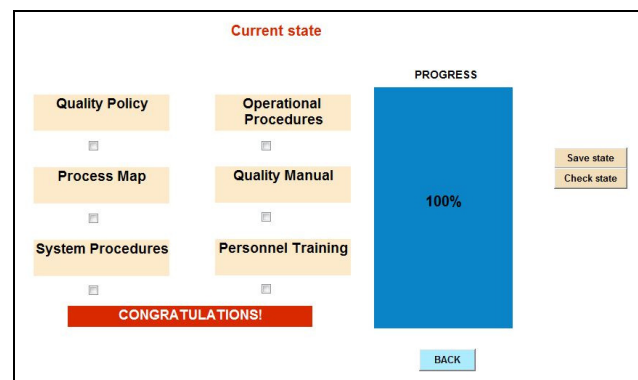 Current state
PROGRESS
Quality Policy
Operational
Procedures
Process Map
Quality Manual
System Procedures
Personnel Training
CONGRATULATIONS!
100%
Save state
Check state
BACK